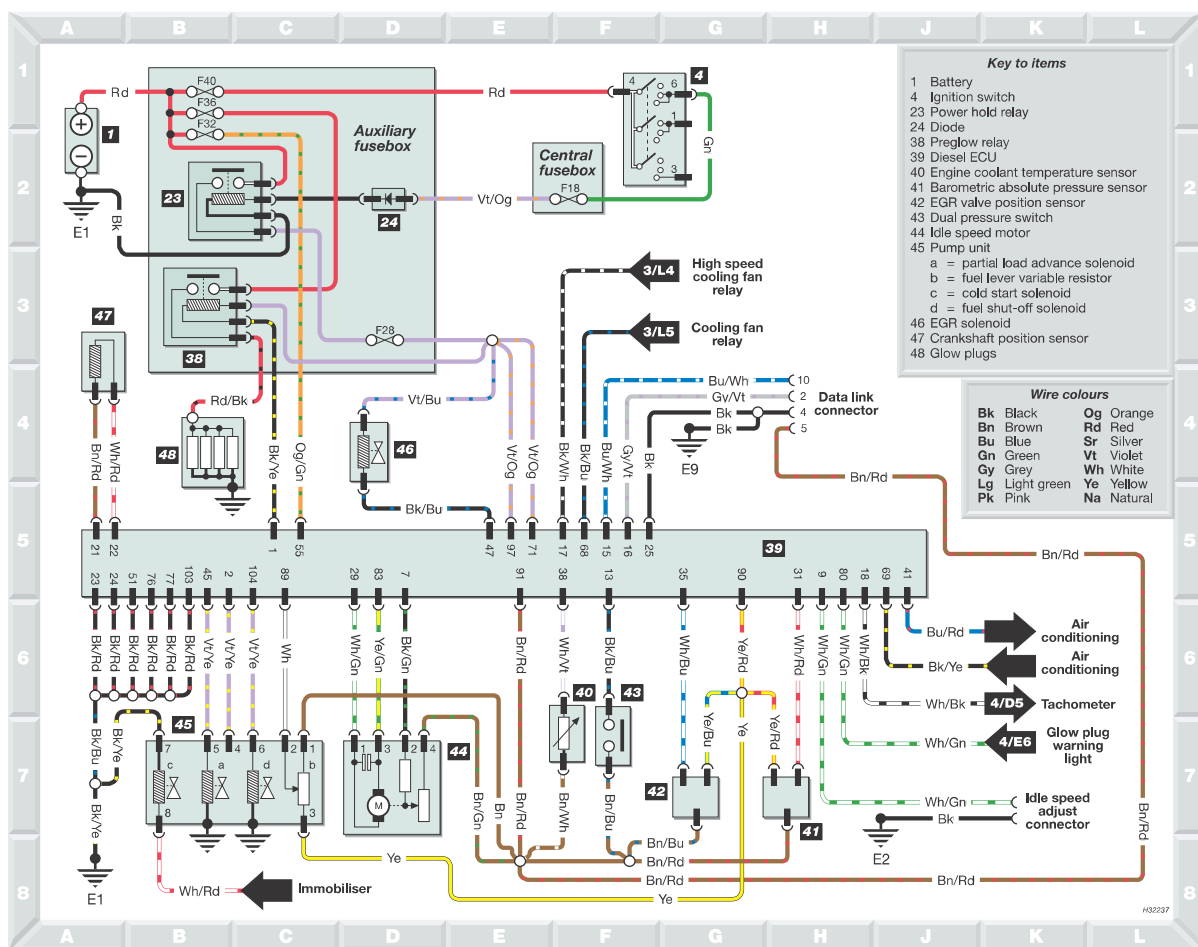 A B C D E F G H J K L
1
F40
Rd
Rd
F36
F32
Auxiliary
fusebox
1
4
4
6
1
3
Gn
Key to items
1 Battery
4 Ignition switch
23 Power hold relay
24 Diode
38 Preglow relay
39 Diesel ECU
40 Engine coolant temperature sensor
41 Barometric absolute pressure sensor
42 EGR valve position sensor
43 Dual pressure switch
44 Idle speed motor
45 Pump unit
a = partial load advance solenoid
b = fuel lever variable resistor
c = cold start solenoid
d = fuel shut-off solenoid
46 EGR solenoid
47 Crankshaft position sensor
48 Glow plugs
1
2
Central
fusebox
F18
23
24
Vt/Og
E1
Bk
2
3
3/L4
High speed
cooling fan
relay
3/L5
Cooling fan
relay
47
38
F28
3
Wire colours
Bk Black
Bn Brown
Bu Blue
Gn Green
Gy Grey
Lg Light green
Pk Pink
Og Orange
Rd Red
Sr Silver
Vt Violet
Wh White
Ye Yellow
Na Natural
4
Rd/Bk
48
Vt/Bu
46
Bu/Wh
10
Gy/Vt
2
Bk
4
Bk
5
Data link
connector
E9
Bn/Rd
Bn/Rd
Wh/Rd
Bk/Ye
Og/Gn
Bk/Bu
Vt/Og
Vt/Og
Bk/Wh
Bk/Bu
Bu/Wh
Gy/Vt
Bk
4
5
21 22 1 55 47 97 71 17 68 15 16 25
39
Bn/Rd
23 24 51 76 77 103 45 2 104 89 29 83 7 91 38 13 35 90 31 9 80 18 69 41
5
6
Bk/Rd
Bk/Rd
Bk/Rd
Bk/Rd
Bk/Rd
Bk/Rd
Vt/Ye
Vt/Ye
Vt/Ye
Wh
Wh/Gn
Ye/Gn
Bk/Gn
Bn/Rd
Wh/Vt
Bk/Bu
Wh/Bu
Ye/Rd
Wh/Rd
Wh/Gn
Wh/Gn
Wh/Bk
Bu/Rd
Air
conditioning
Bk/Ye
Air
conditioning
Wh/Bk
4/D5
Tachometer
6
40
43
7
Bk/Bu
Bk/Ye
45
7
c
8
5
a
4
6
d
2
1
b
3
1
3
2
4
M
44
Bn/Gn
Bn
Bn/Rd
Bn/Wh
Bn/Bu
Ye/Bu
Ye
Ye/Rd
42
41
Wh/Gn
4/E6
Glow plug
warning
light
Wh/Gn
Bk
Idle speed
adjust
connector
E2
Bn/Rd
7
8
Bk/Ye
E1
Wh/Rd
Immobiliser
Ye
Bn/Bu
Bn/Rd
Bn/Rd
Ye
Bn/Rd
H32237
8
A B C D E F G H J K L